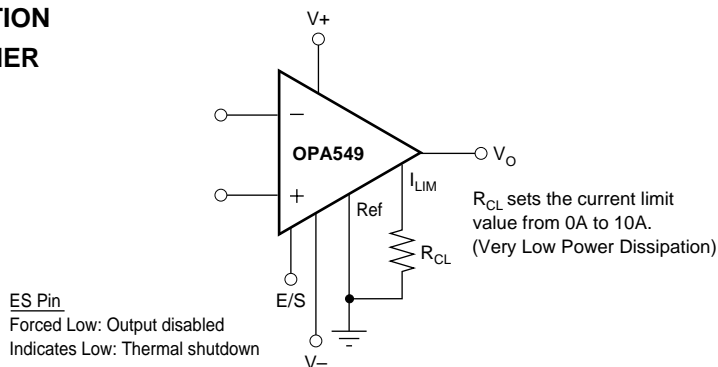 TION
IER
V+
−
OPA549
V_O
I_LIM
+
Ref
R_CL sets the current limit
value from 0A to 10A.
(Very Low Power Dissipation)
R_CL
E/S
ES Pin
Forced Low: Output disabled
Indicates Low: Thermal shutdown
V−